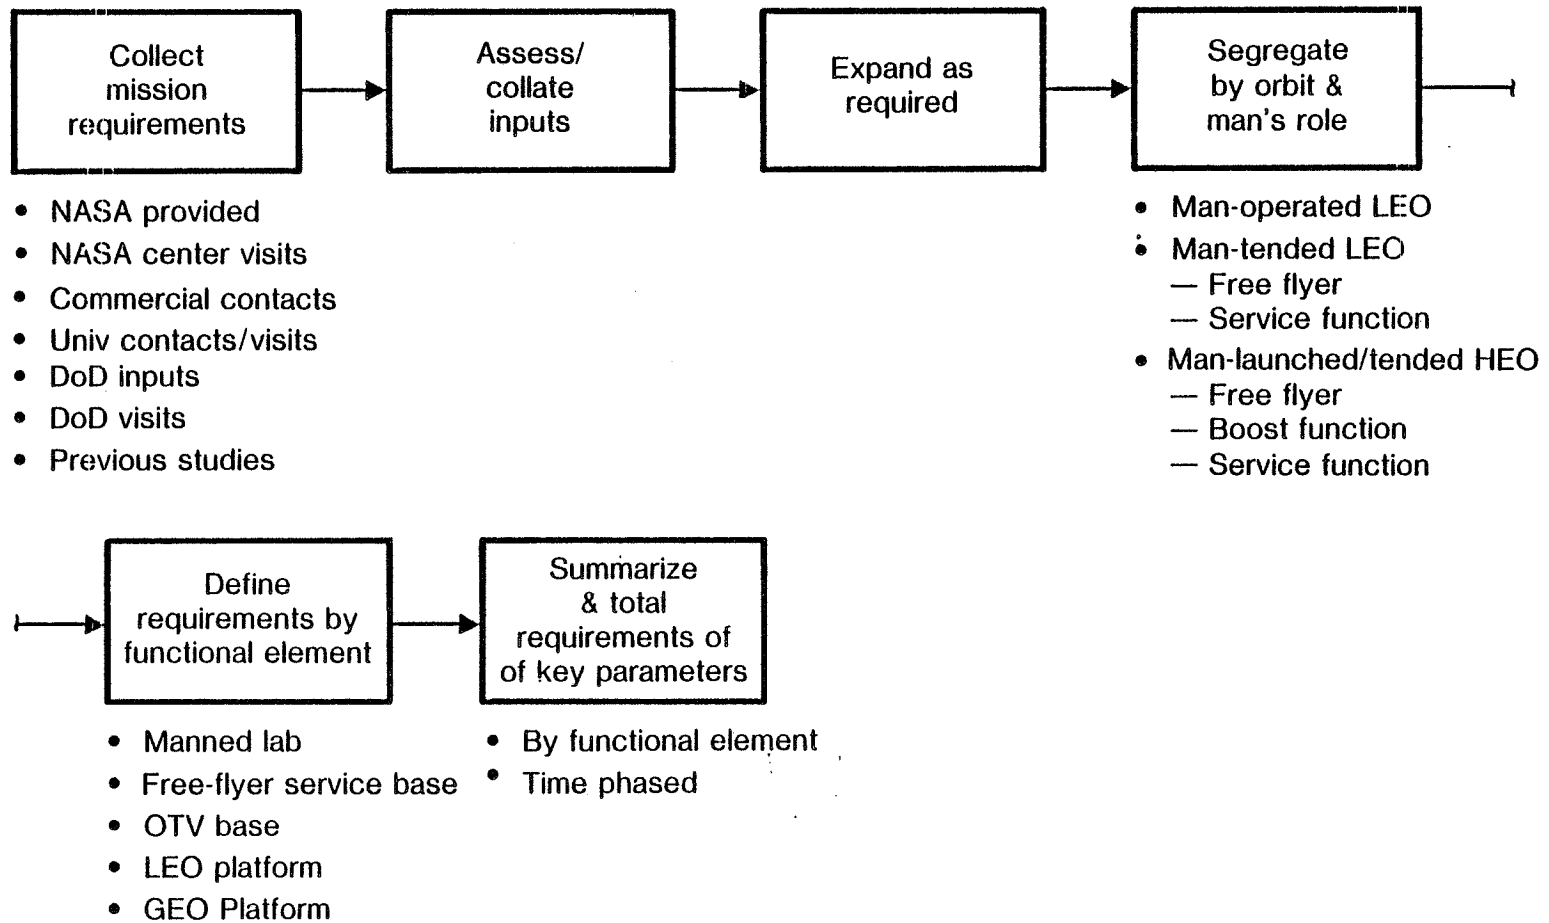 Collect
mission
requirements
Assess/
collate
inputs
Expand as
required
Segregate
by orbit &
man's role
• NASA provided
• NASA center visits
• Commercial contacts
• Univ contacts/visits
• DoD inputs
• DoD visits
• Previous studies
• Man-operated LEO
• Man-tended LEO
— Free flyer
— Service function
• Man-launched/tended HEO
— Free flyer
— Boost function
— Service function
Define
requirements by
functional element
Summarize
& total
requirements of
of key parameters
• Manned lab
• Free-flyer service base
• OTV base
• LEO platform
• GEO Platform
• By functional element
• Time phased